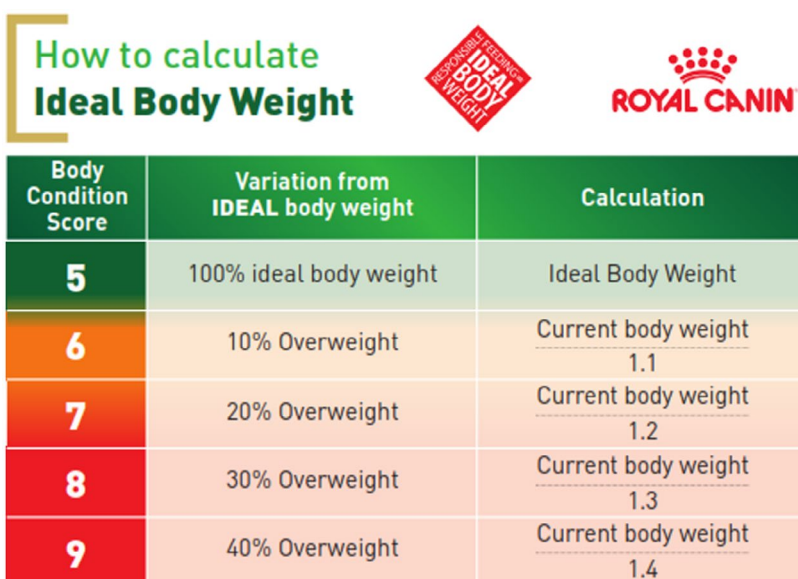 How to calculate
Ideal Body Weight
RESPONSIBLE FEEDING
IDEAL
BODY
WEIGHT
ROYAL CANIN
Body
Condition
Score
Variation from
IDEAL body weight
Calculation
5
100% ideal body weight
Ideal Body Weight
6
10% Overweight
Current body weight
1.1
7
20% Overweight
Current body weight
1.2
8
30% Overweight
Current body weight
1.3
9
40% Overweight
Current body weight
1.4